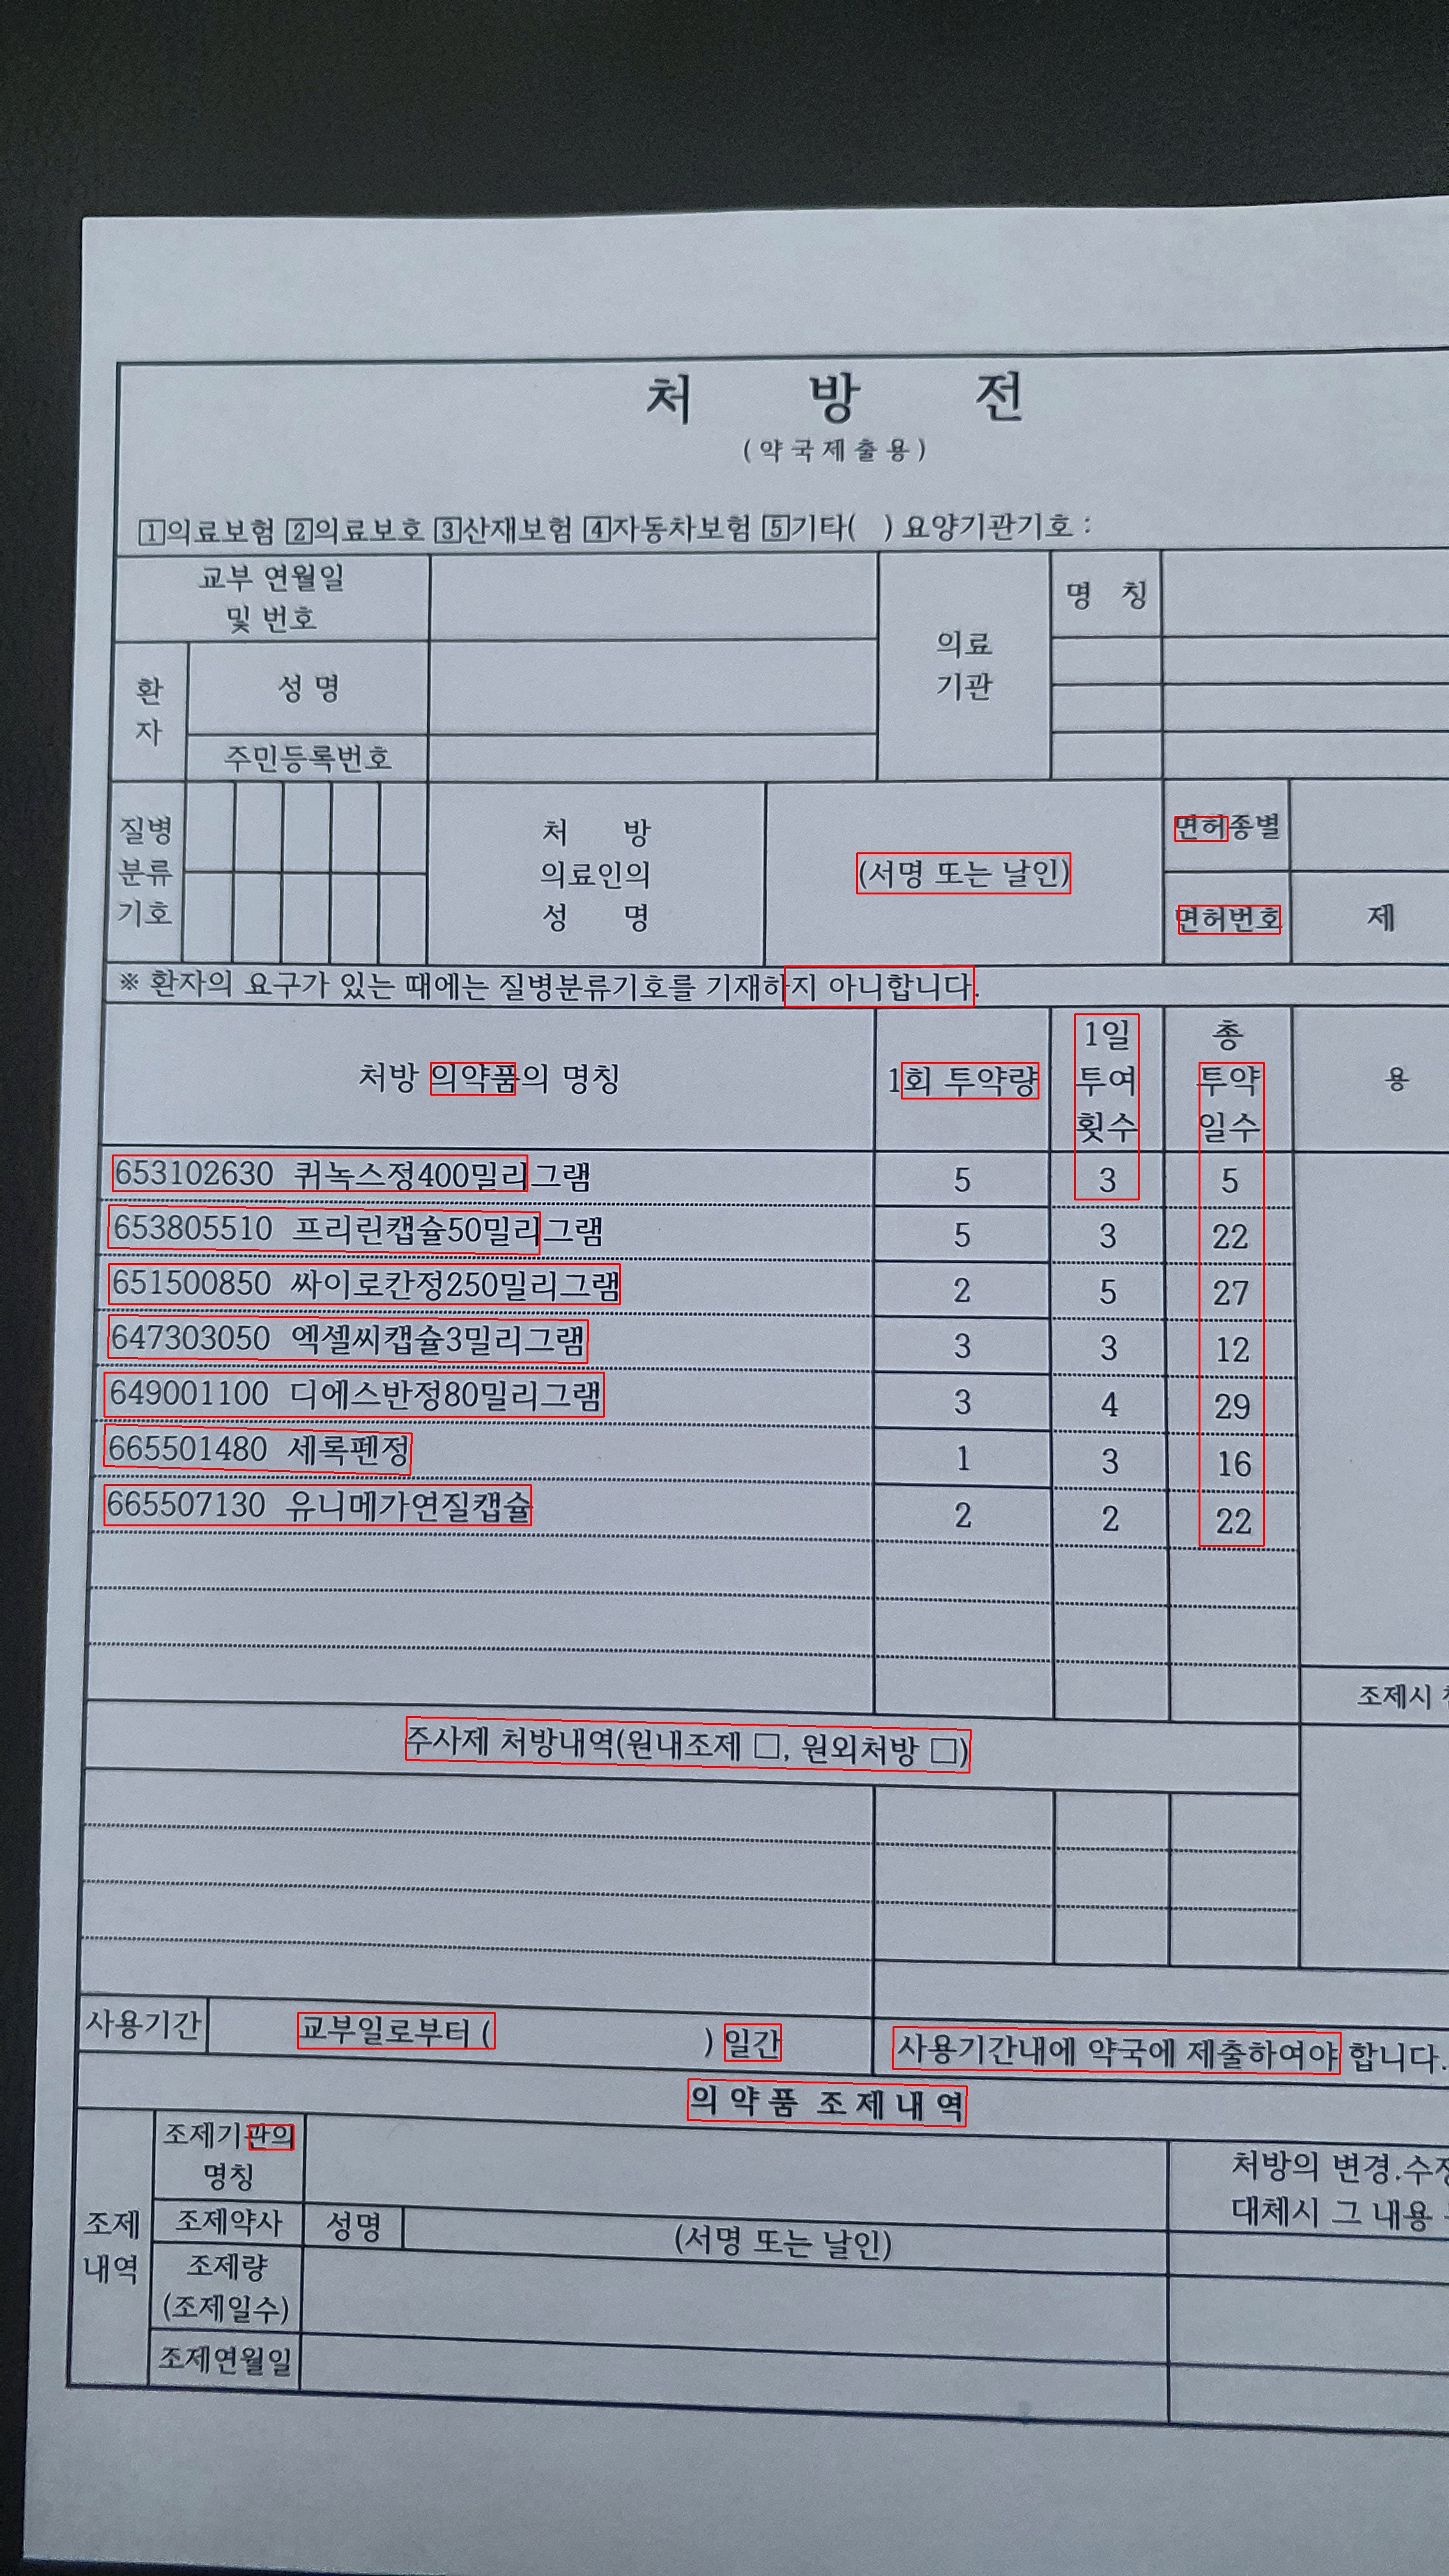 처 방 전
(약국제출용)
1의료보험 2의료보호 3산재보험 4자동차보험 5기타( ) 요양기관기호 :
교부 연월일
및 번호
의료
기관
명 칭
환
자
성 명
주민등록번호
질병
분류
기호
처 방
의료인의
성 명
(서명 또는 날인)
면허종별
면허번호
제
※ 환자의 요구가 있는 때에는 질병분류기호를 기재하지 아니합니다.
처방 의약품의 명칭
1회 투약량
1일
투여
횟수
총
투약
일수
용
653102630 퀴녹스정400밀리그램 5 3 5
653805510 프리린캡슐50밀리그램 5 3 22
651500850 싸이로칸정250밀리그램 2 5 27
647303050 엑셀씨캡슐3밀리그램 3 3 12
649001100 디에스반정80밀리그램 3 4 29
665501480 세록펜정 1 3 16
665507130 유니메가연질캡슐 2 2 22
조제시
주사제 처방내역(원내조제 □, 원외처방 □)
사용기간 교부일로부터 ( ) 일간 사용기간내에 약국에 제출하여야 합니다.
의 약 품 조 제 내 역
조제
내역
조제기관의
명칭
처방의 변경.수정
대체시 그 내용
조제약사 성명 (서명 또는 날인)
조제량
(조제일수)
조제연월일